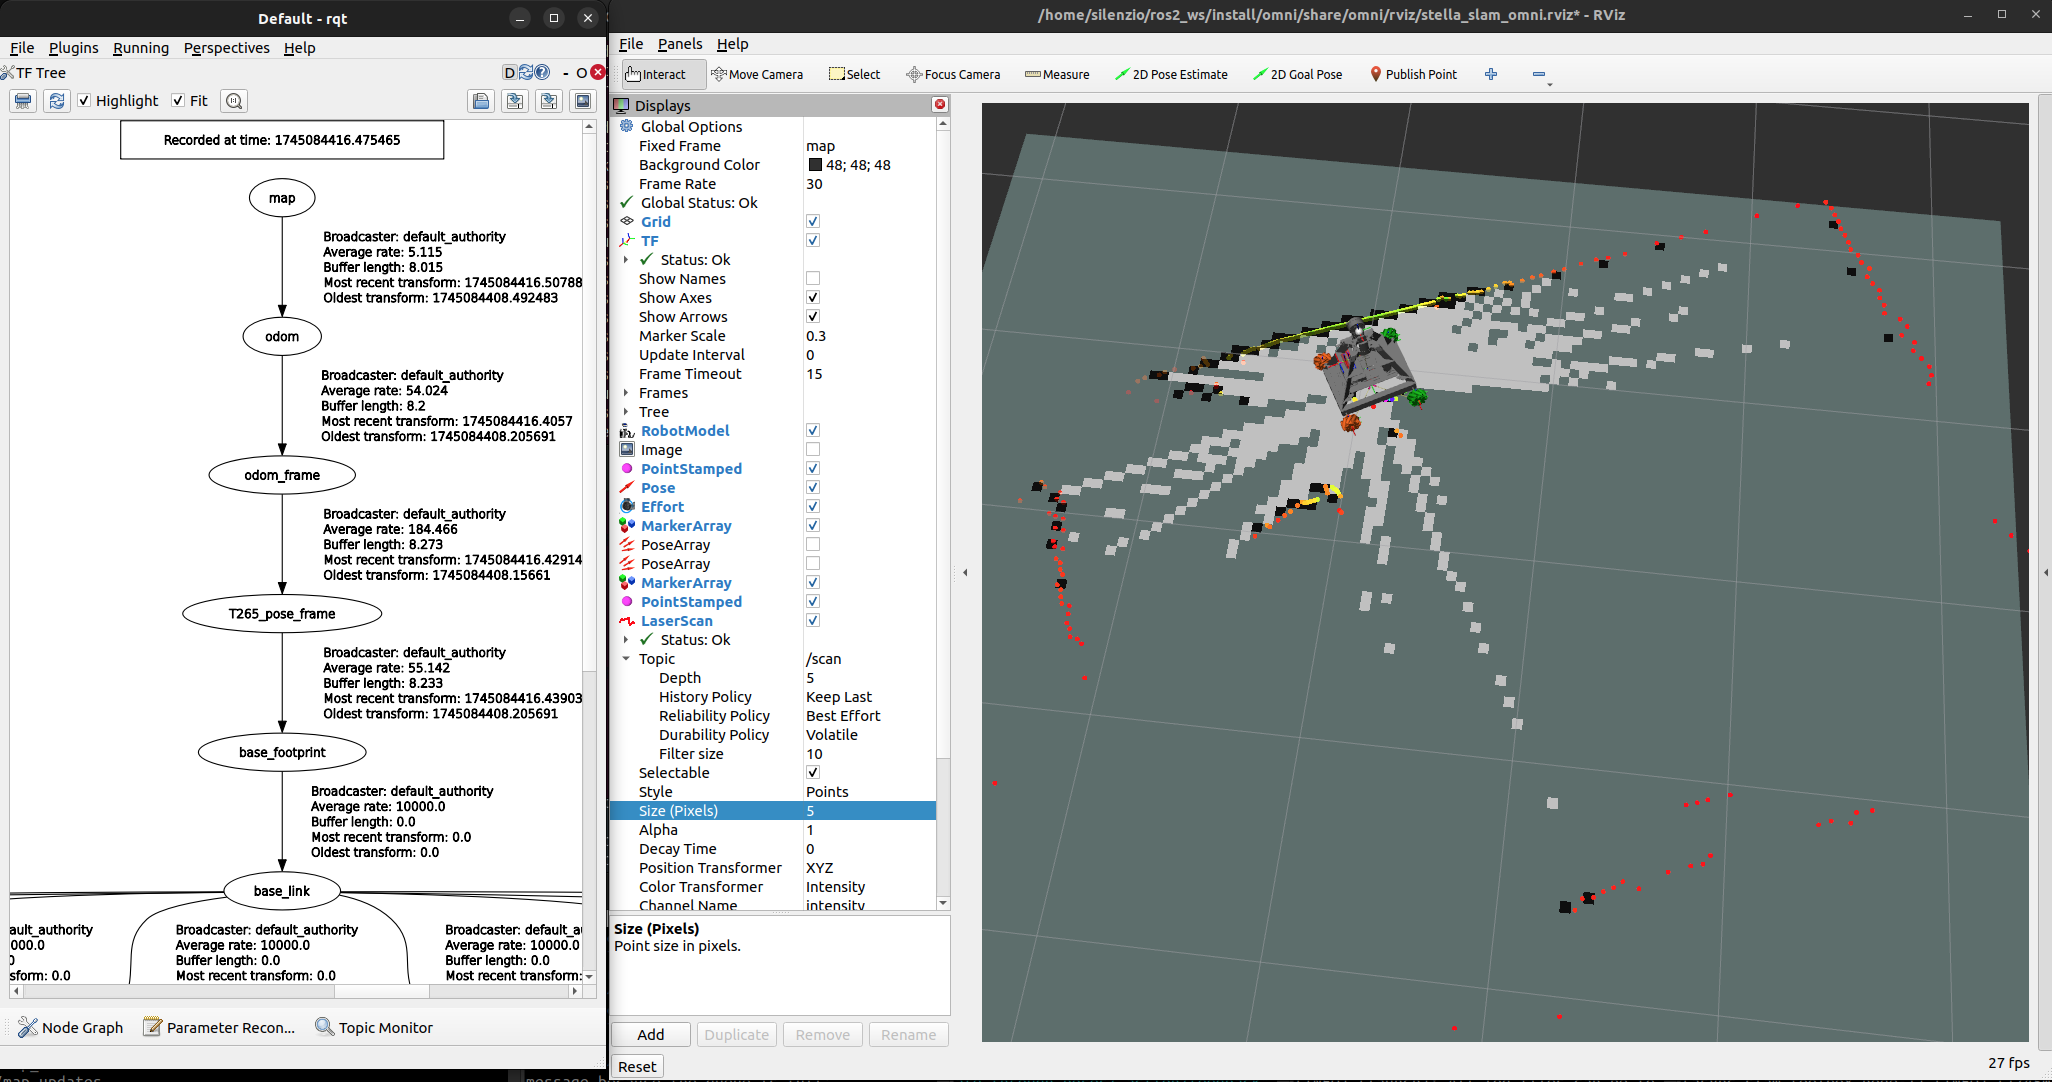 Default - rqt
File Plugins Running Perspectives Help
TF Tree
D
- O
Highlight Fit
Recorded at time: 1745084416.475465
map
Broadcaster: default_authority
Average rate: 5.115
Buffer length: 8.015
Most recent transform: 1745084416.50788
Oldest transform: 1745084408.492483
odom
Broadcaster: default_authority
Average rate: 54.024
Buffer length: 8.2
Most recent transform: 1745084416.4057
Oldest transform: 1745084408.205691
odom_frame
Broadcaster: default_authority
Average rate: 184.466
Buffer length: 8.273
Most recent transform: 1745084416.42914
Oldest transform: 1745084408.15661
T265_pose_frame
Broadcaster: default_authority
Average rate: 55.142
Buffer length: 8.233
Most recent transform: 1745084416.43903
Oldest transform: 1745084408.205691
base_footprint
Broadcaster: default_authority
Average rate: 10000.0
Buffer length: 0.0
Most recent transform: 0.0
Oldest transform: 0.0
base_link
ault_authority
000.0
0
sform: 0.0
Broadcaster: default_authority
Average rate: 10000.0
Buffer length: 0.0
Most recent transform: 0.0
Broadcaster: default_a
Average rate: 10000.0
Buffer length: 0.0
Most recent transform:
Node Graph Parameter Recon... Topic Monitor
/home/silenzio/ros2_ws/install/omni/share/omni/rviz/stella_slam_omni.rviz* - RViz
File Panels Help
Interact Move Camera Select Focus Camera Measure 2D Pose Estimate 2D Goal Pose Publish Point
Displays
Global Options
Fixed Frame map
Background Color 48; 48; 48
Frame Rate 30
Global Status: Ok
Grid
TF
Status: Ok
Show Names
Show Axes
Show Arrows
Marker Scale 0.3
Update Interval 0
Frame Timeout 15
Frames
Tree
RobotModel
Image
PointStamped
Pose
Effort
MarkerArray
PoseArray
PoseArray
MarkerArray
PointStamped
LaserScan
Status: Ok
Topic /scan
Depth 5
History Policy Keep Last
Reliability Policy Best Effort
Durability Policy Volatile
Filter size 10
Selectable
Style Points
Size (Pixels) 5
Alpha 1
Decay Time 0
Position Transformer XYZ
Color Transformer Intensity
Channel Name intensity
Size (Pixels)
Point size in pixels.
Add Duplicate Remove Rename
Reset
27 fps